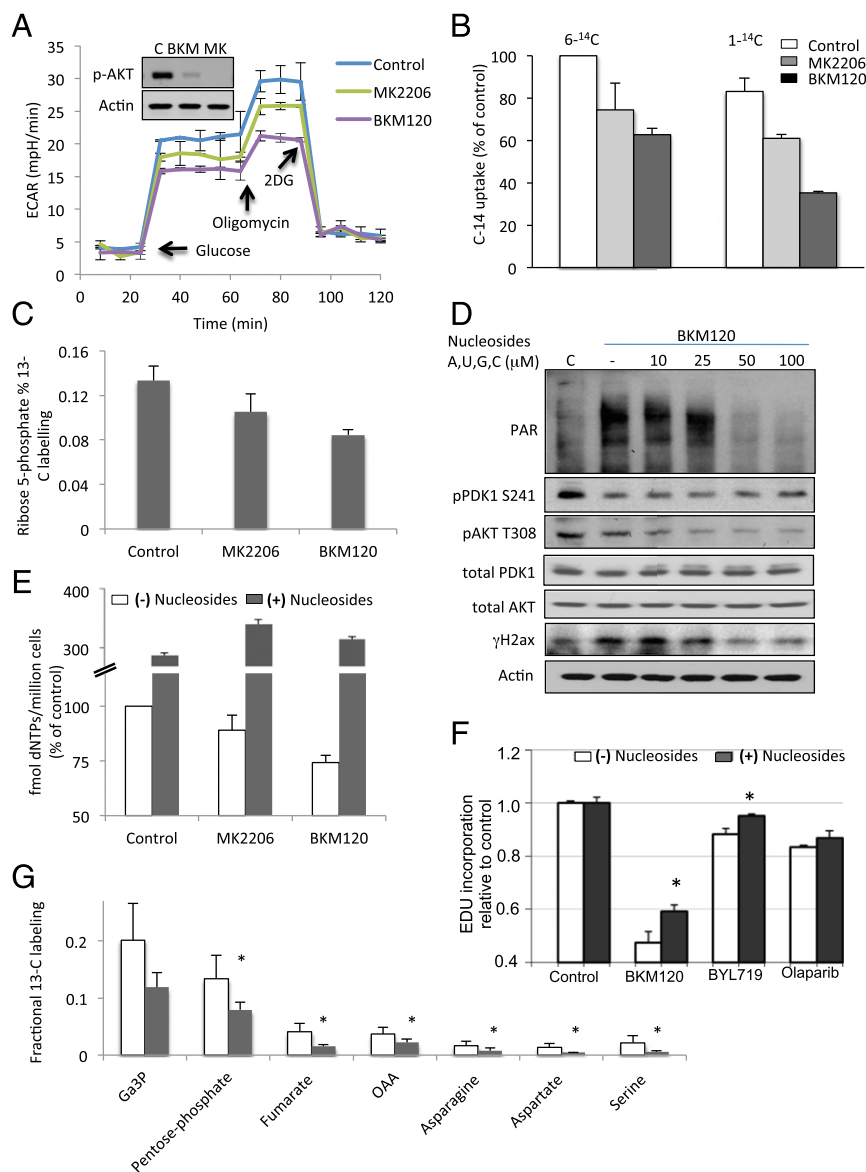 A
C BKM MK
p-AKT
Actin
Control
MK2206
BKM120
ECAR (mpH/min)
35
30
25
20
15
10
5
0
2DG
Oligomycin
Glucose
0 20 40 60 80 100 120
Time (min)
B
6-14C
1-14C
Control
MK2206
BKM120
C-14 uptake (% of control)
100
80
60
40
20
0
C
Ribose 5-phosphate % 13-
C labelling
0.16
0.12
0.08
0.04
0
Control MK2206 BKM120
D
BKM120
Nucleosides
A,U,G,C (μM) C - 10 25 50 100
PAR
pPDK1 S241
pAKT T308
total PDK1
total AKT
γH2ax
Actin
E
(-) Nucleosides (+) Nucleosides
fmol dNTPs/million cells
(% of control)
400
300
100
75
50
Control MK2206 BKM120
F
(-) Nucleosides (+) Nucleosides
EDU incorporation
relative to control
1.2
1.0
0.8
0.6
0.4
*
*
Control BKM120 BYL719 Olaparib
G
Fractional 13-C labeling
0.2
0.1
0
* * * * * *
Ga3P
Pentose-phosphate
Fumarate
OAA
Asparagine
Aspartate
Serine